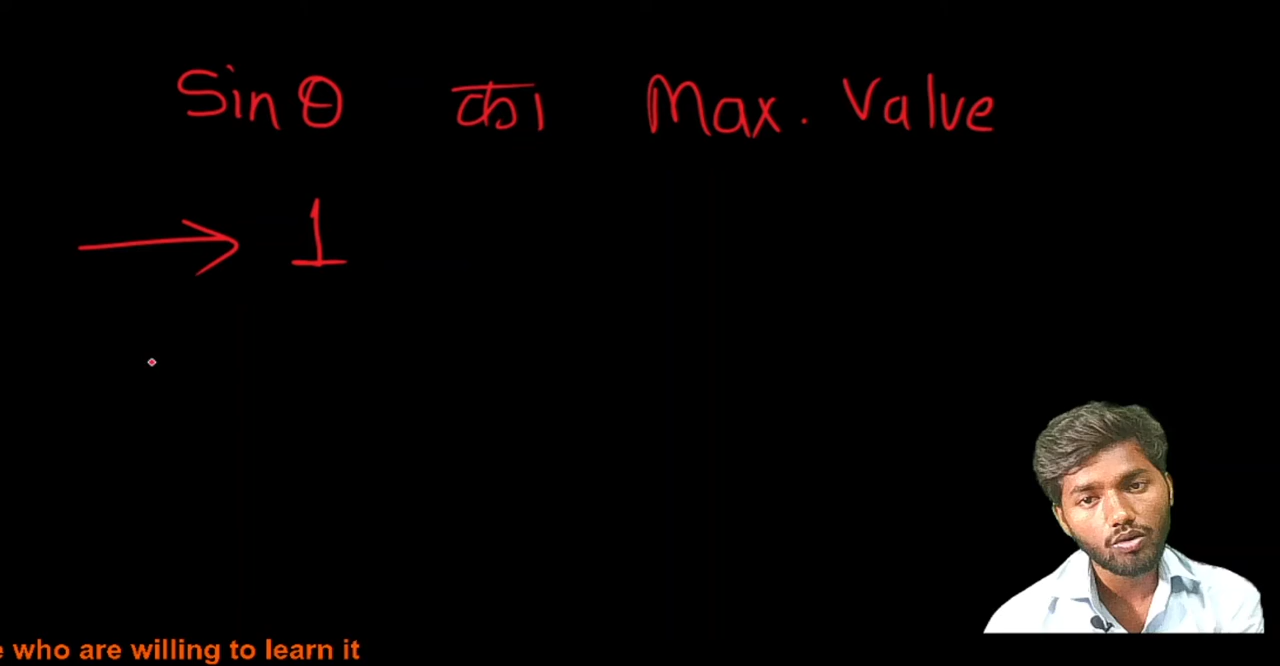 Sin θ का Max. Value
→ 1
who are willing to learn it